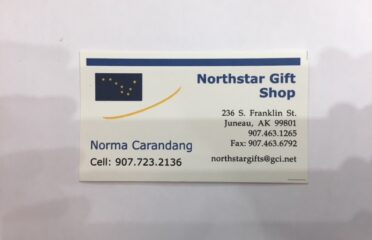 Northstar Gift
Shop
236 S. Franklin St.
Juneau, AK 99801
907.463.1265
Fax: 907.463.6792
northstargifts@gci.net
Norma Carandang
Cell: 907.723.2136